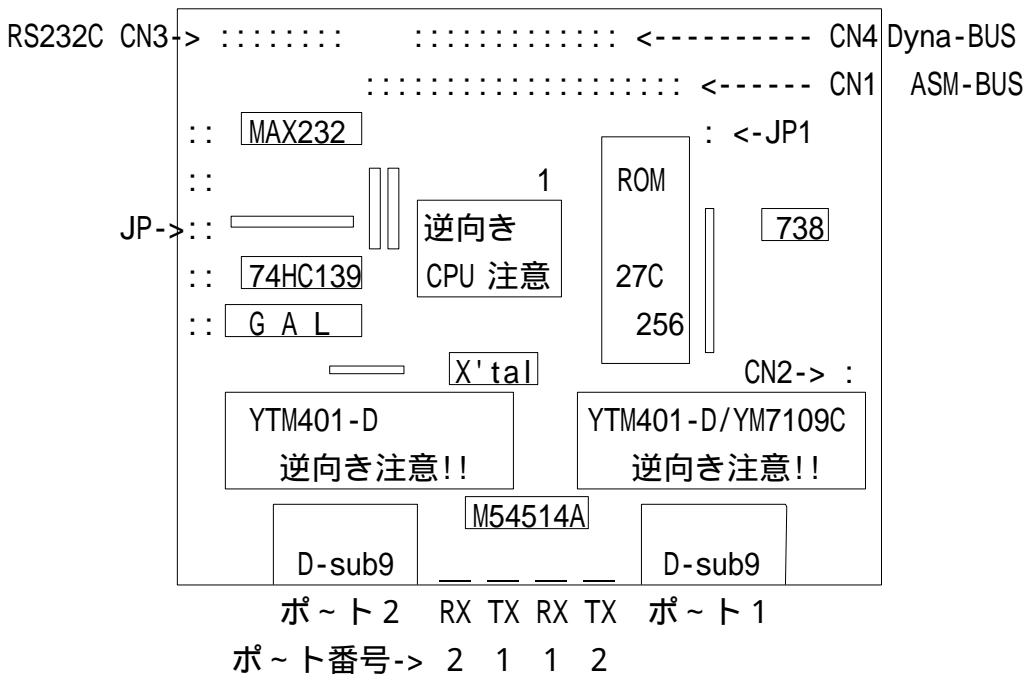 RS232C CN3-> :::::::: ::::::::::::: <---------- CN4 Dyna-BUS
:::::::::::::::::::: <------ CN1 ASM-BUS
:: MAX232 : <-JP1
:: 1 ROM
JP->:: 逆向き 738
:: 74HC139 CPU 注意 27C
:: G A L 256
X'tal CN2-> :
YTM401-D YTM401-D/YM7109C
逆向き注意!! 逆向き注意!!
M54514A
D-sub9 D-sub9
ポ~ト2 RX TX RX TX ポ~ト1
ポ~ト番号-> 2 1 1 2